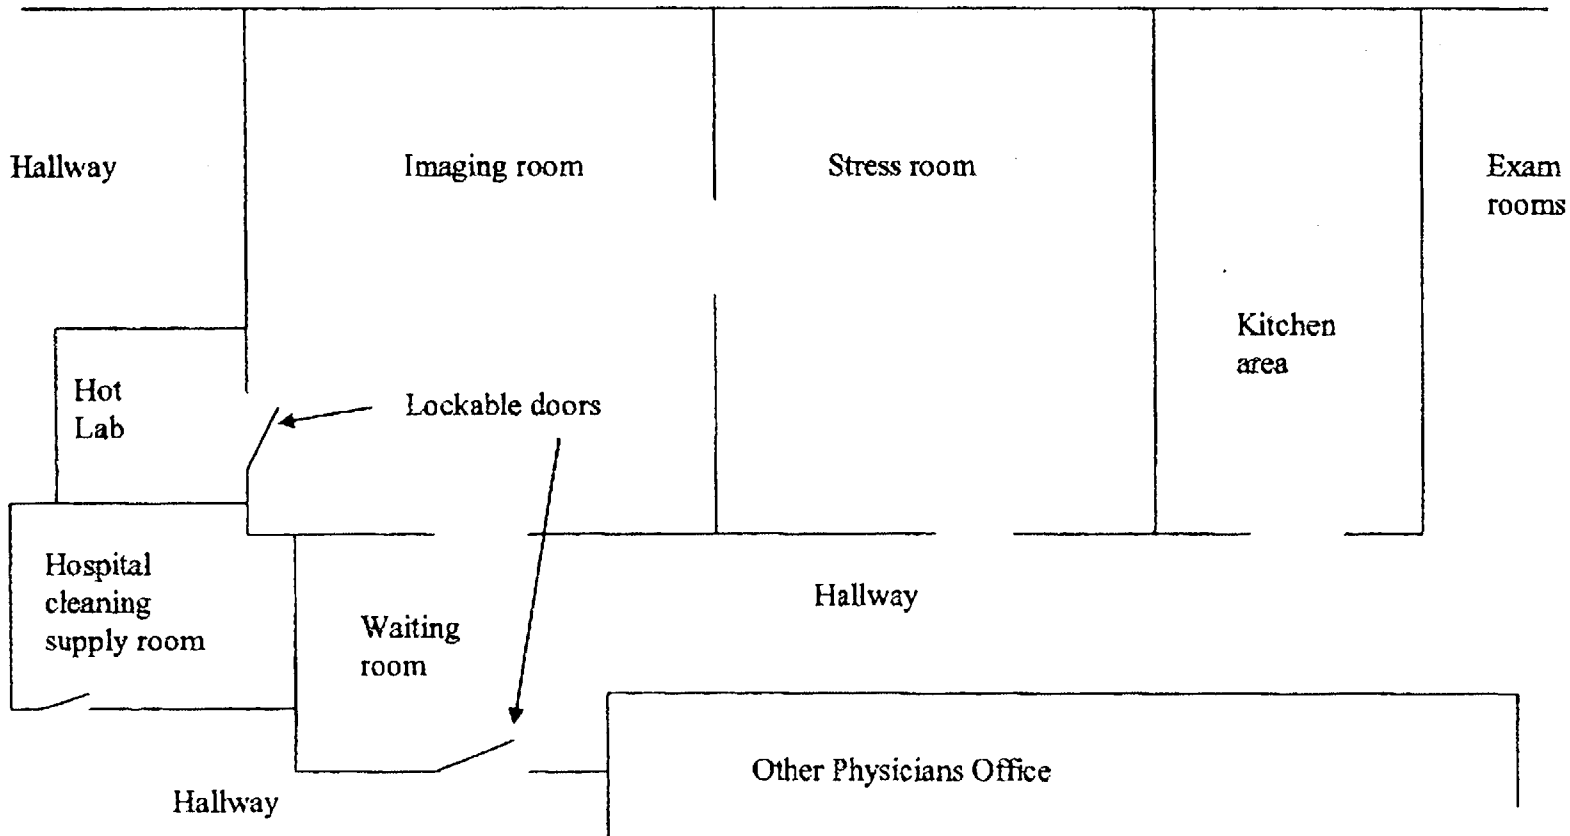 Hallway
Imaging room
Stress room
Exam
rooms
Kitchen
area
Hot
Lab
Lockable doors
Hospital
cleaning
supply room
Waiting
room
Hallway
Other Physicians Office
Hallway